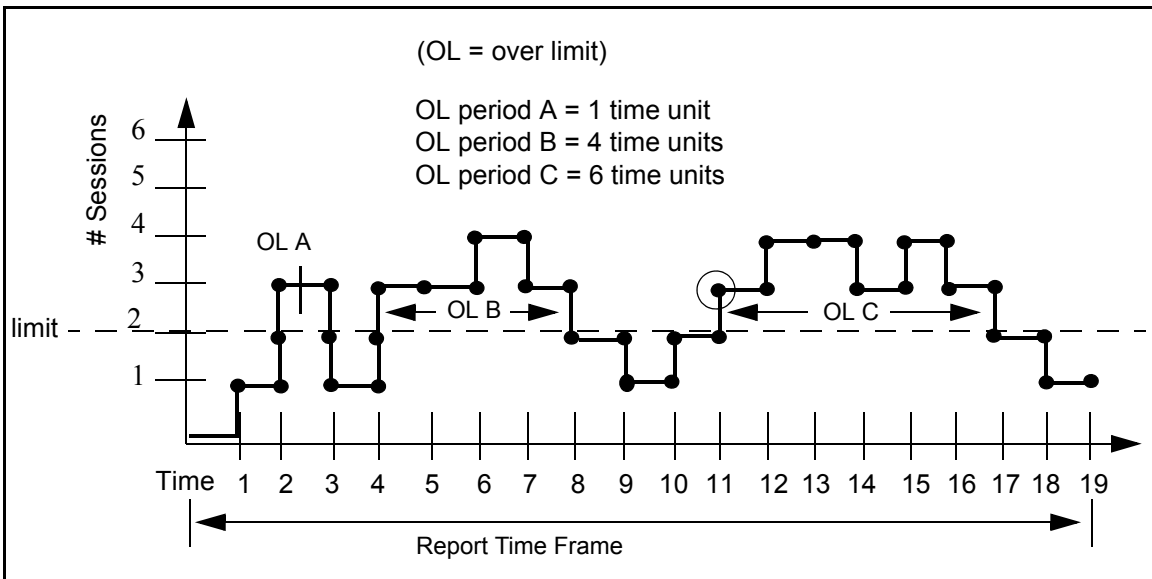 (OL = over limit)
OL period A = 1 time unit
OL period B = 4 time units
OL period C = 6 time units
# Sessions
6
5
4
3
2
1
OL A
OL B
OL C
limit
Time 1 2 3 4 5 6 7 8 9 10 11 12 13 14 15 16 17 18 19
Report Time Frame